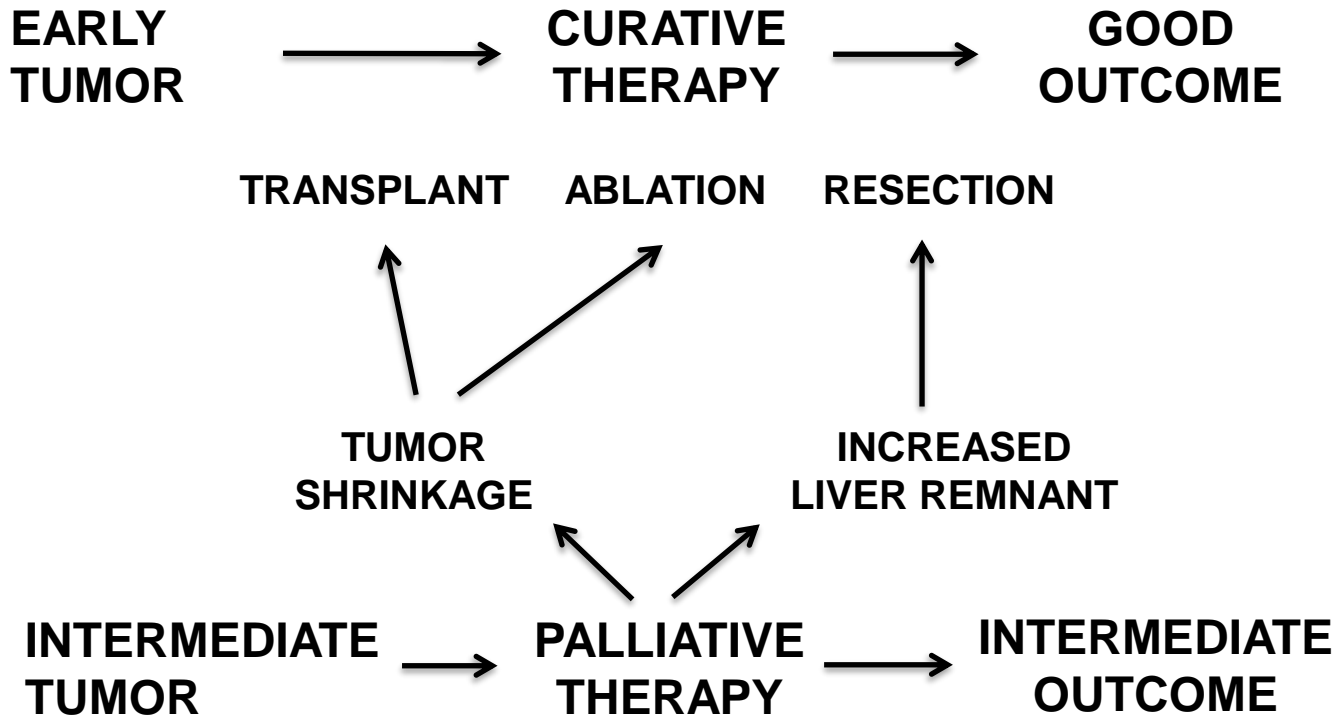 EARLY
TUMOR
CURATIVE
THERAPY
GOOD
OUTCOME
TRANSPLANT
ABLATION
RESECTION
TUMOR
SHRINKAGE
INCREASED
LIVER REMNANT
INTERMEDIATE
TUMOR
PALLIATIVE
THERAPY
INTERMEDIATE
OUTCOME